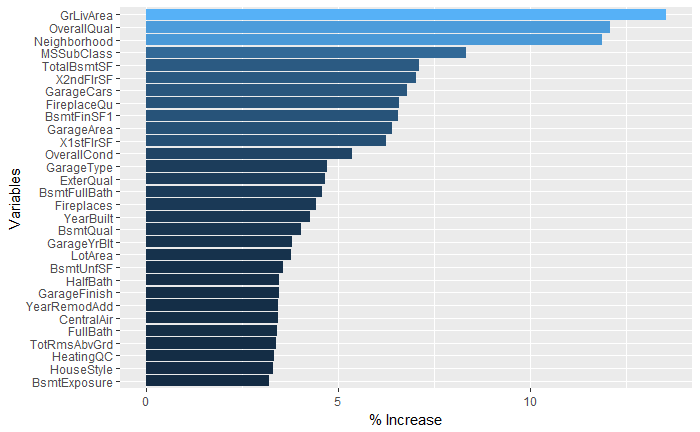 GrLivArea
OverallQual
Neighborhood
MSSubClass
TotalBsmtSF
X2ndFlrSF
GarageCars
FireplaceQu
BsmtFinSF1
GarageArea
X1stFlrSF
OverallCond
GarageType
ExterQual
BsmtFullBath
Fireplaces
YearBuilt
BsmtQual
GarageYrBlt
LotArea
BsmtUnfSF
HalfBath
GarageFinish
YearRemodAdd
CentralAir
FullBath
TotRmsAbvGrd
HeatingQC
HouseStyle
BsmtExposure
Variables
0 5 10
% Increase